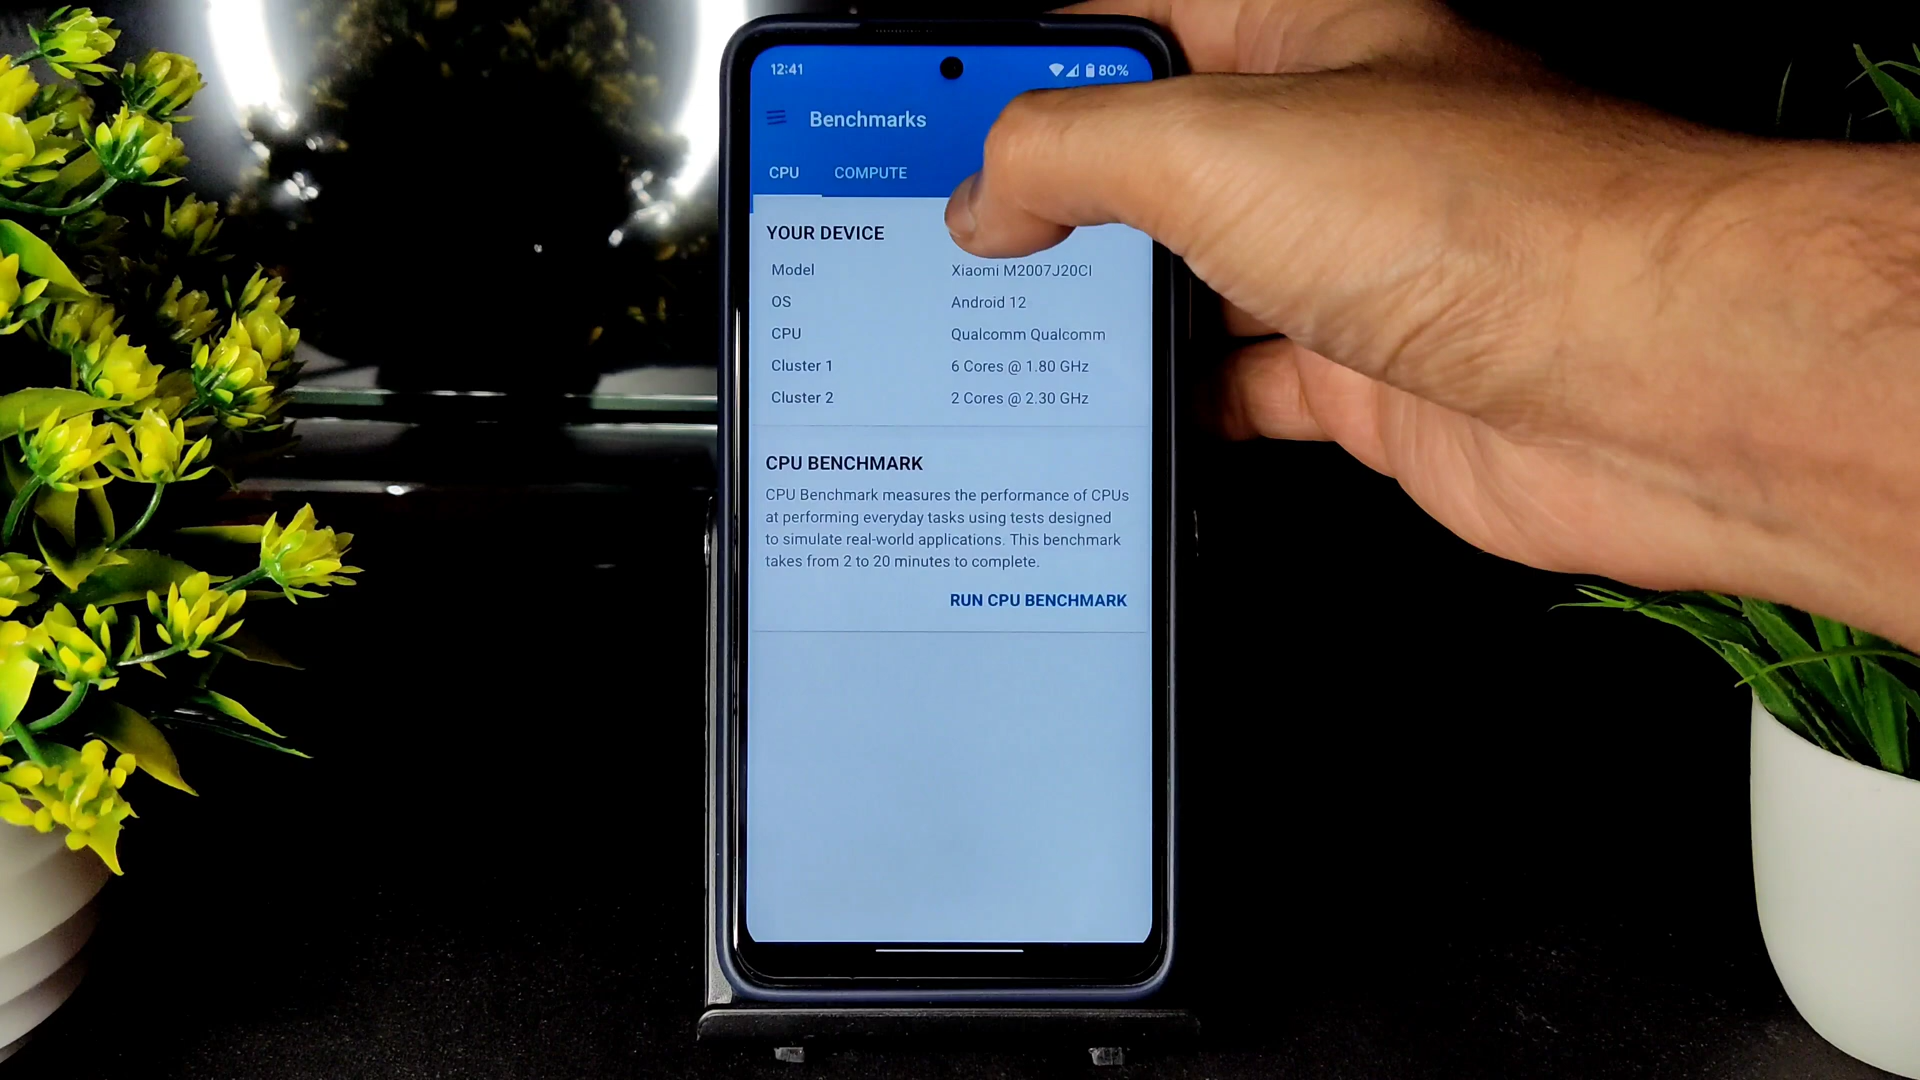 12:41 80%
Benchmarks
CPU COMPUTE
YOUR DEVICE
Model Xiaomi M2007J20CI
OS Android 12
CPU Qualcomm Qualcomm
Cluster 1 6 Cores @ 1.80 GHz
Cluster 2 2 Cores @ 2.30 GHz
CPU BENCHMARK
CPU Benchmark measures the performance of CPUs
at performing everyday tasks using tests designed
to simulate real-world applications. This benchmark
takes from 2 to 20 minutes to complete.
RUN CPU BENCHMARK